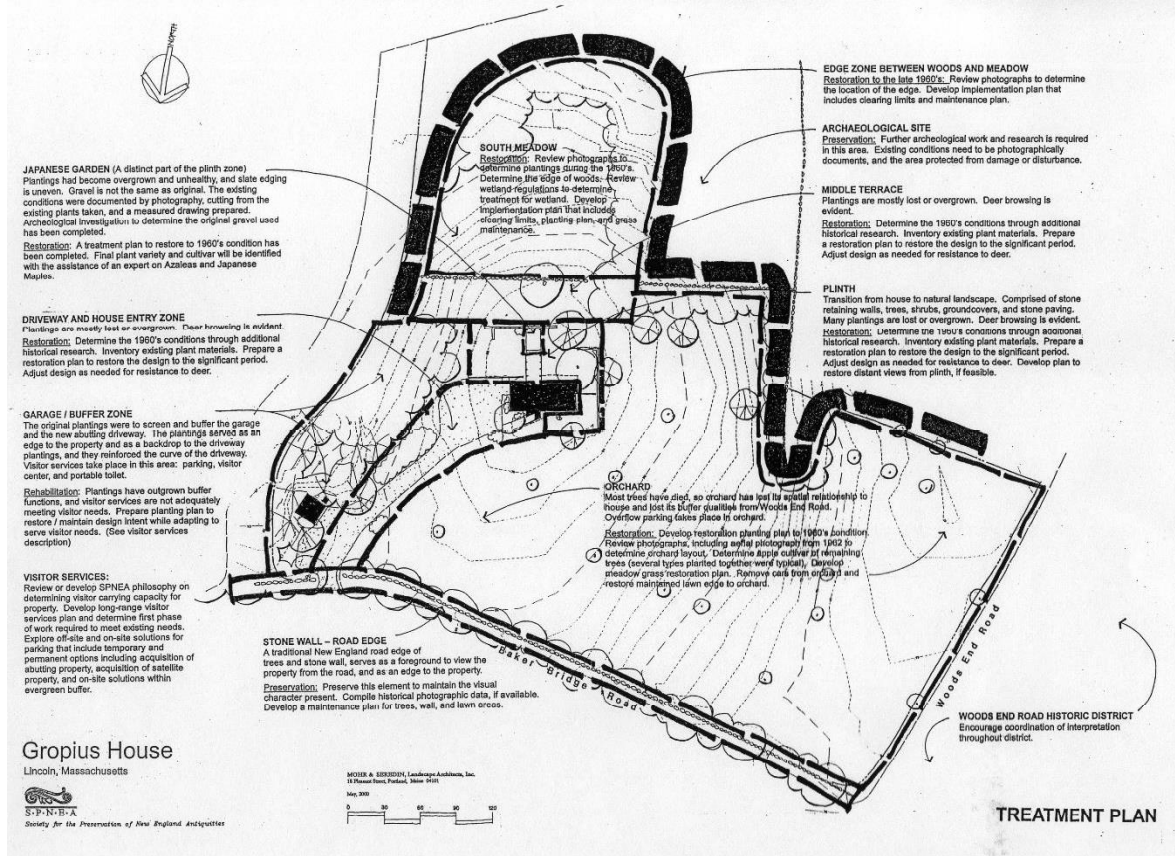 NORTH
JAPANESE GARDEN (A distinct part of the plinth zone)
Plantings had become overgrown and unhealthy, and slate edging
is uneven. Gravel is not the same as original. The existing
conditions were documented by photography, cutting from the
existing plants taken, and a measured drawing prepared.
Archeological investigation to determine the original gravel used
has been completed.
Restoration: A treatment plan to restore to 1960's condition has
been completed. Final plant variety and cultivar will be identified
with the assistance of an expert on Azaleas and Japanese
Maples.
DRIVEWAY AND HOUSE ENTRY ZONE
Plantings are mostly lost or overgrown. Deer browsing is evident.
Restoration: Determine the 1960's conditions through additional
historical research. Inventory existing plant materials. Prepare a
restoration plan to restore the design to the significant period.
Adjust design as needed for resistance to deer.
GARAGE / BUFFER ZONE
The original plantings were to screen and buffer the garage
and the new abutting driveway. The plantings served as an
edge to the property and as a backdrop to the driveway
plantings, and they reinforced the curve of the driveway.
Visitor services take place in this area: parking, visitor
center, and portable toilet.
Rehabilitation: Plantings have outgrown buffer
functions, and visitor services are not adequately
meeting visitor needs. Prepare planting plan to
restore / maintain design intent while adapting to
serve visitor needs. (See visitor services
description)
VISITOR SERVICES:
Review or develop SPNEA philosophy on
determining visitor carrying capacity for
property. Develop long-range visitor
services plan and determine first phase
of work required to meet existing needs.
Explore off-site and on-site solutions for
parking that include temporary and
permanent options including acquisition of
abutting property, acquisition of satellite
property, and on-site solutions within
evergreen buffer.
SOUTH MEADOW
Restoration: Review photographs to
determine plantings during the 1960's.
Determine the edge of woods. Review
wetland regulations to determine
treatment for wetland. Develop
implementation plan that includes
clearing limits, planting plan, and grass
maintenance.
EDGE ZONE BETWEEN WOODS AND MEADOW
Restoration to the late 1960's: Review photographs to determine
the location of the edge. Develop implementation plan that
includes clearing limits and maintenance plan.
ARCHAEOLOGICAL SITE
Preservation: Further archeological work and research is required
in this area. Existing conditions need to be photographically
documents, and the area protected from damage or disturbance.
MIDDLE TERRACE
Plantings are mostly lost or overgrown. Deer browsing is
evident.
Restoration: Determine the 1960's conditions through additional
historical research. Inventory existing plant materials. Prepare
a restoration plan to restore the design to the significant period.
Adjust design as needed for resistance to deer.
PLINTH
Transition from house to natural landscape. Comprised of stone
retaining walls, trees, shrubs, groundcovers, and stone paving.
Many plantings are lost or overgrown. Deer browsing is evident.
Restoration: Determine the 1960's conditions through additional
historical research. Inventory existing plant materials. Prepare a
restoration plan to restore the design to the significant period.
Adjust design as needed for resistance to deer. Develop plan to
restore distant views from plinth, if feasible.
ORCHARD
Most trees have died, so orchard has lost its spatial relationship to
house and lost its buffer qualities from Woods End Road.
Overflow parking takes place in orchard.
Restoration: Develop restoration planting plan to 1960's condition.
Review photographs, including aerial photograph from 1962 to
determine orchard layout. Determine apple cultivar of remaining
trees (several types planted together were typical). Develop
meadow grass restoration plan. Remove cars from orchard and
restore maintained lawn edge to orchard.
STONE WALL – ROAD EDGE
A traditional New England road edge of
trees and stone wall, serves as a foreground to view the
property from the road, and as an edge to the property.
Preservation: Preserve this element to maintain the visual
character present. Compile historical photographic data, if available.
Develop a maintenance plan for trees, wall, and lawn areas.
Baker Bridge Road
Woods End Road
WOODS END ROAD HISTORIC DISTRICT
Encourage coordination of interpretation
throughout district.
Gropius House
Lincoln, Massachusetts
S·P·N·E·A
Society for the Preservation of New England Antiquities
MOHR & SEREDIN, Landscape Architects, Inc.
18 Pleasant Street, Portland, Maine 04101
May, 2000
0 30 60 90 120
TREATMENT PLAN